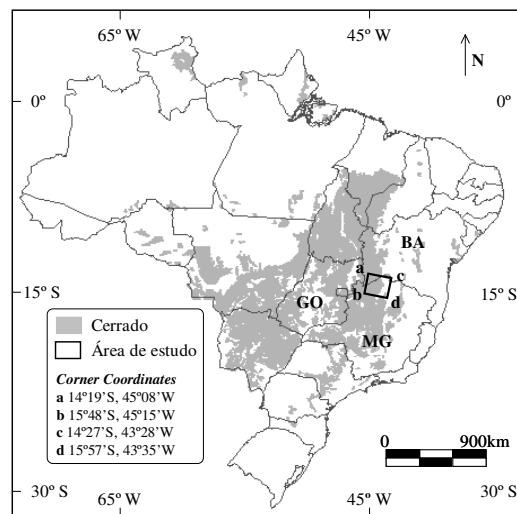 65º W 45º W
N
0º 0º
BA
a c
b d
15º S GO 15º S
MG
Cerrado
Área de estudo
Corner Coordinates
a 14º19'S, 45º08'W
b 15º48'S, 45º15'W
c 14º27'S, 43º28'W
d 15º57'S, 43º35'W
0 900km
30º S 30º S
65º W 45º W